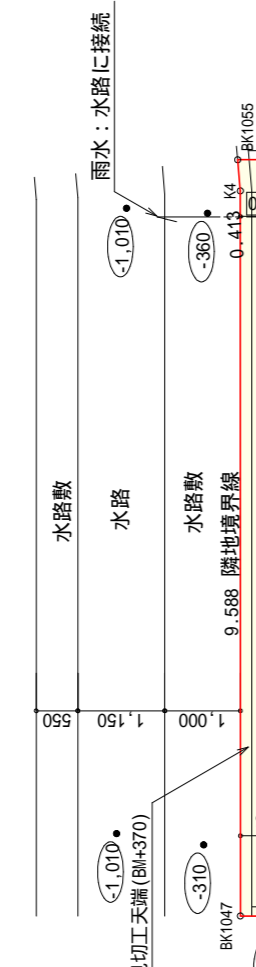 雨水：水路に接続
BK1055
K4
0.413
-1,010
-360
水路敷
水路
水路敷
9.588 隣地境界線
550
1,150
1,000
-1,010
-310
切工天端(BM+370)
BK1047